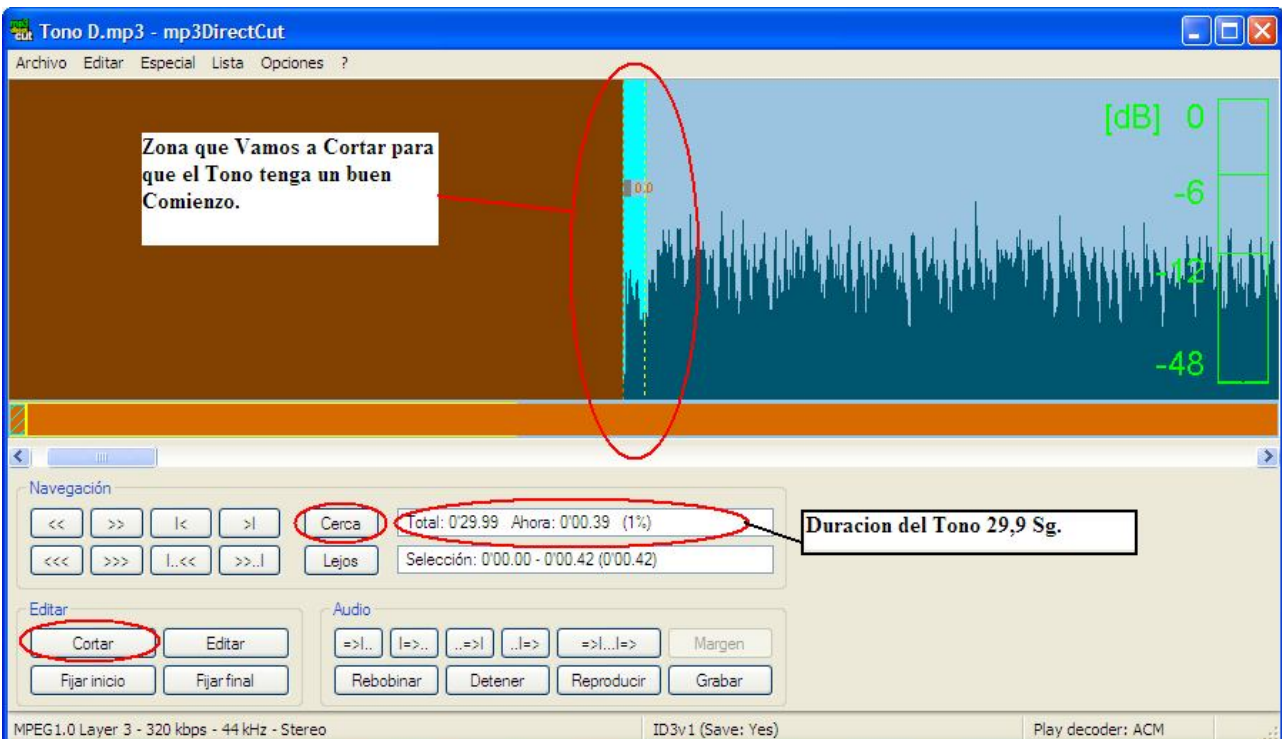 Tono D.mp3 - mp3DirectCut
Archivo Editar Especial Lista Opciones ?
Zona que Vamos a Cortar para
que el Tono tenga un buen
Comienzo.
0.0
[dB] 0
-6
-12
-48
Navegación
<< >> |< >| Cerca Total: 0'29.99 Ahora: 0'00.39 (1%)
Duracion del Tono 29,9 Sg.
<<< >>> |..<< >>..| Lejos Selección: 0'00.00 - 0'00.42 (0'00.42)
Editar Audio
Cortar Editar =>|.. |=>.. ..=>| ..|=> =>|...|=> Margen
Fijar inicio Fijar final Rebobinar Detener Reproducir Grabar
MPEG1.0 Layer 3 - 320 kbps - 44 kHz - Stereo ID3v1 (Save: Yes) Play decoder: ACM